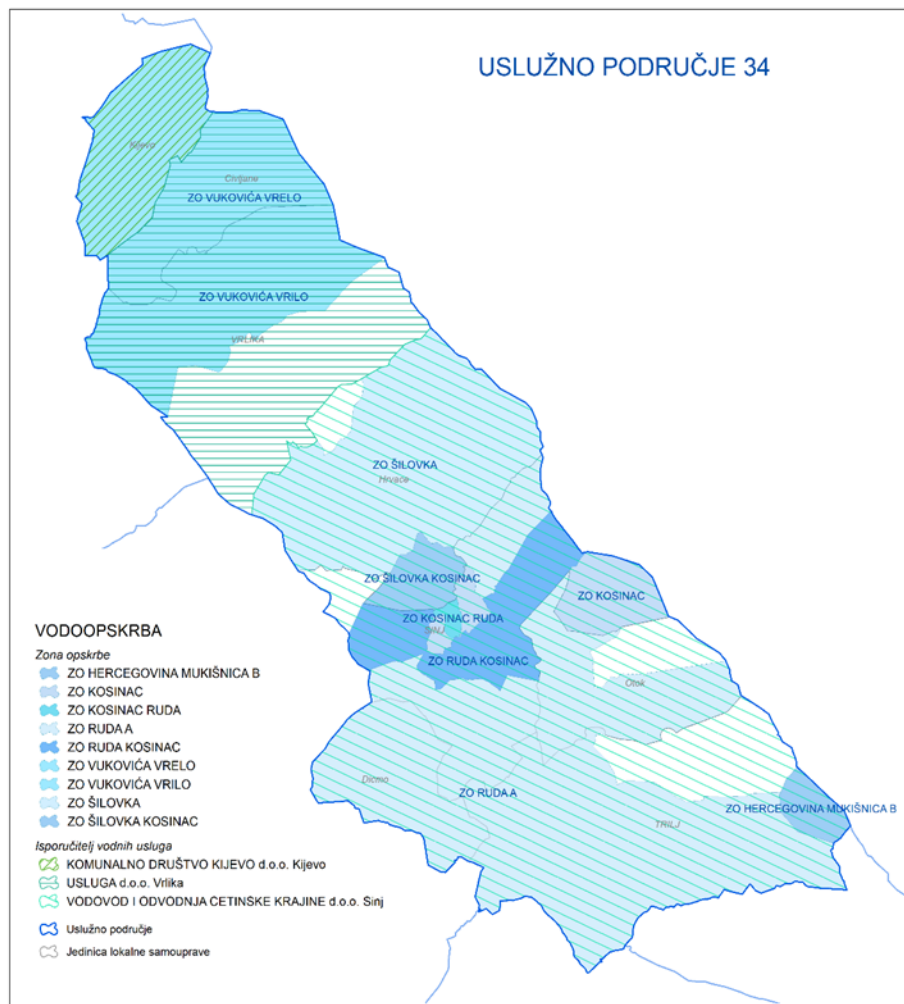 USLUŽNO PODRUČJE 34
Kijevo
Civljane
ZO VUKOVIĆA VRELO
ZO VUKOVIĆA VRILO
VRLIKA
ZO ŠILOVKA
Hrvace
ZO ŠILOVKA KOSINAC
ZO KOSINAC
ZO KOSINAC RUDA
SINJ
ZO RUDA KOSINAC
Otok
Dicmo
ZO RUDA A
ZO HERCEGOVINA MUKIŠNICA B
TRILJ
VODOOPSKRBA
Zona opskrbe
ZO HERCEGOVINA MUKIŠNICA B
ZO KOSINAC
ZO KOSINAC RUDA
ZO RUDA A
ZO RUDA KOSINAC
ZO VUKOVIĆA VRELO
ZO VUKOVIĆA VRILO
ZO ŠILOVKA
ZO ŠILOVKA KOSINAC
Isporučitelj vodnih usluga
KOMUNALNO DRUŠTVO KIJEVO d.o.o. Kijevo
USLUGA d.o.o. Vrlika
VODOVOD I ODVODNJA CETINSKE KRAJINE d.o.o. Sinj
Uslužno područje
Jedinica lokalne samouprave